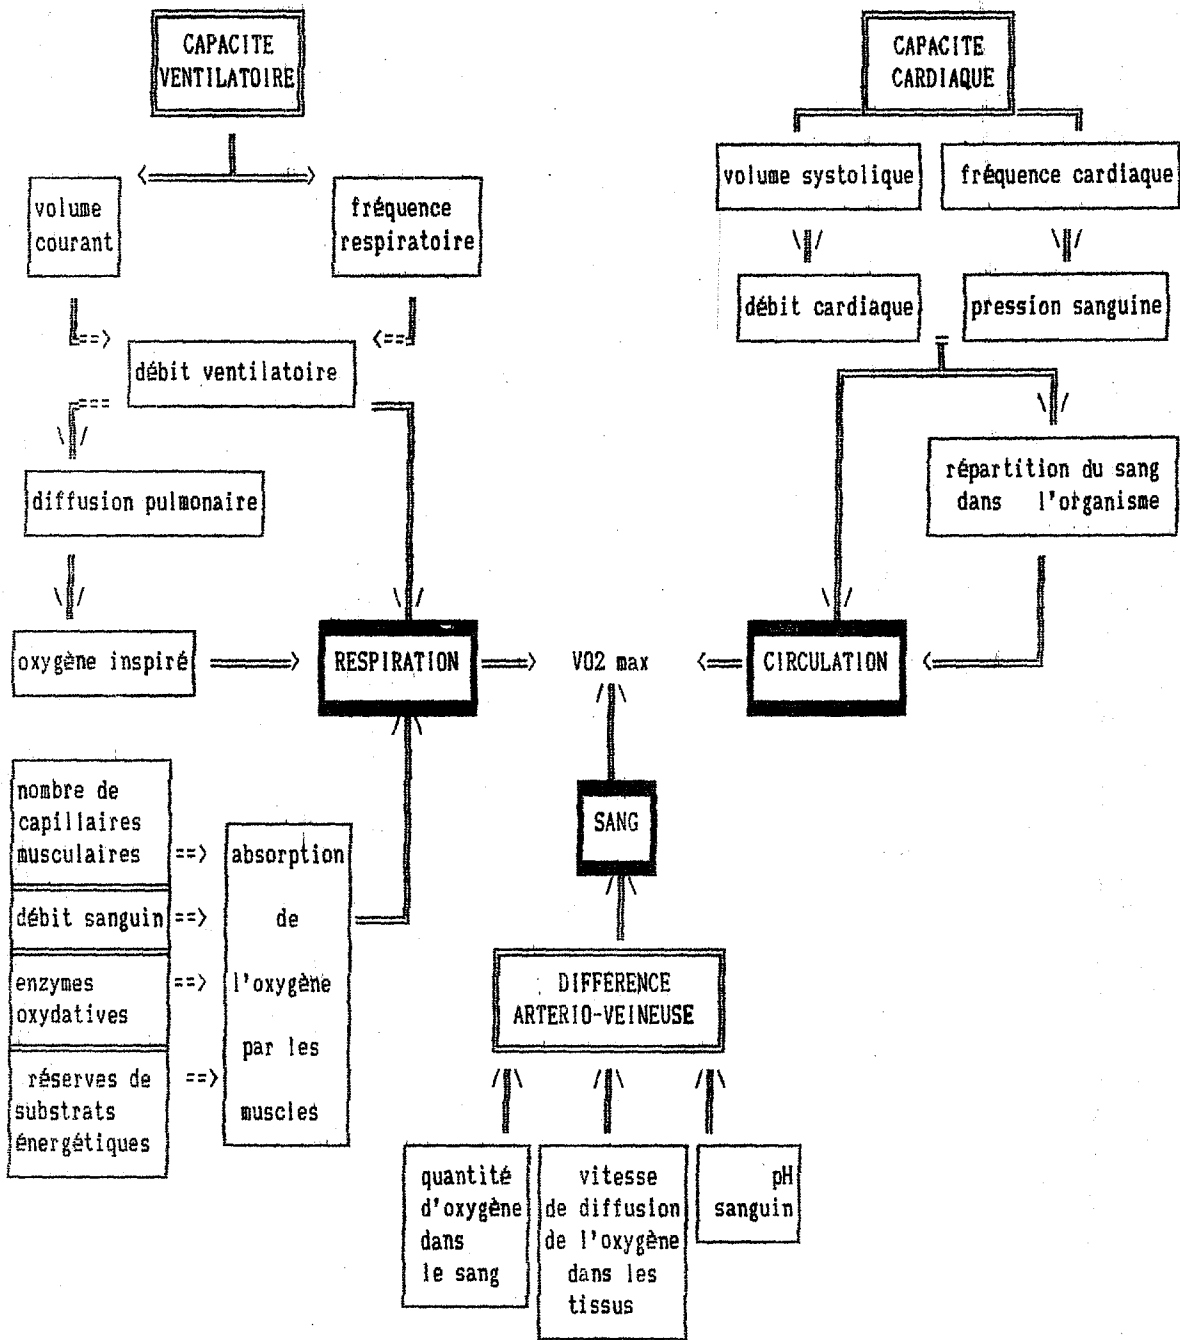 CAPACITE
VENTILATOIRE
CAPACITE
CARDIAQUE
volume
courant
fréquence
respiratoire
volume systolique
fréquence cardiaque
débit cardiaque
pression sanguine
débit ventilatoire
diffusion pulmonaire
répartition du sang
dans l'organisme
oxygène inspiré
RESPIRATION
VO2 max
CIRCULATION
nombre de
capillaires
musculaires
débit sanguin
enzymes
oxydatives
réserves de
substrats
énergétiques
absorption
de
l'oxygène
par les
muscles
SANG
DIFFERENCE
ARTERIO-VEINEUSE
quantité
d'oxygène
dans
le sang
vitesse
de diffusion
de l'oxygène
dans les
tissus
pH
sanguin